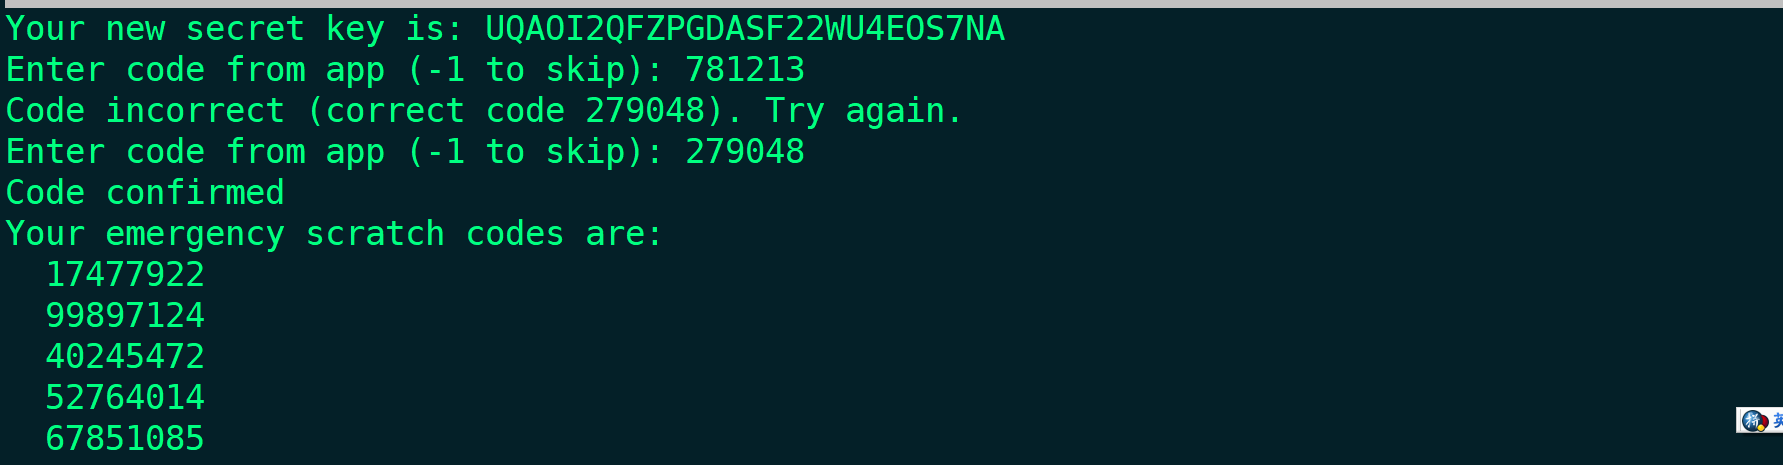 Your new secret key is: UQAOI2QFZPGDASF22WU4EOS7NA
Enter code from app (-1 to skip): 781213
Code incorrect (correct code 279048). Try again.
Enter code from app (-1 to skip): 279048
Code confirmed
Your emergency scratch codes are:
  17477922
  99897124
  40245472
  52764014
  67851085
拼 英